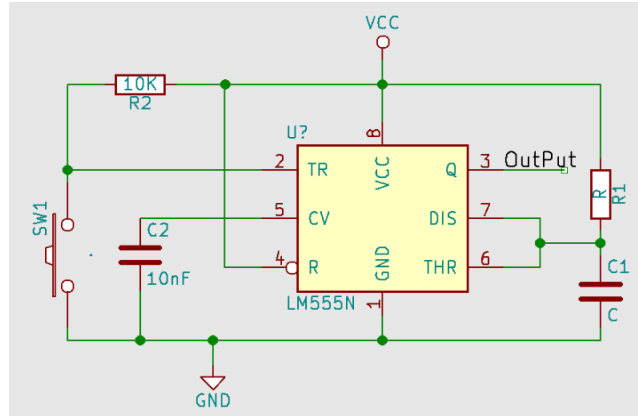 VCC
10K
R2
U?
8
2
TR
VCC
Q
3
OutPut
SW1
C2
10nF
5
CV
DIS
7
R
R1
4
R
GND
THR
6
LM555N
1
C1
C
GND